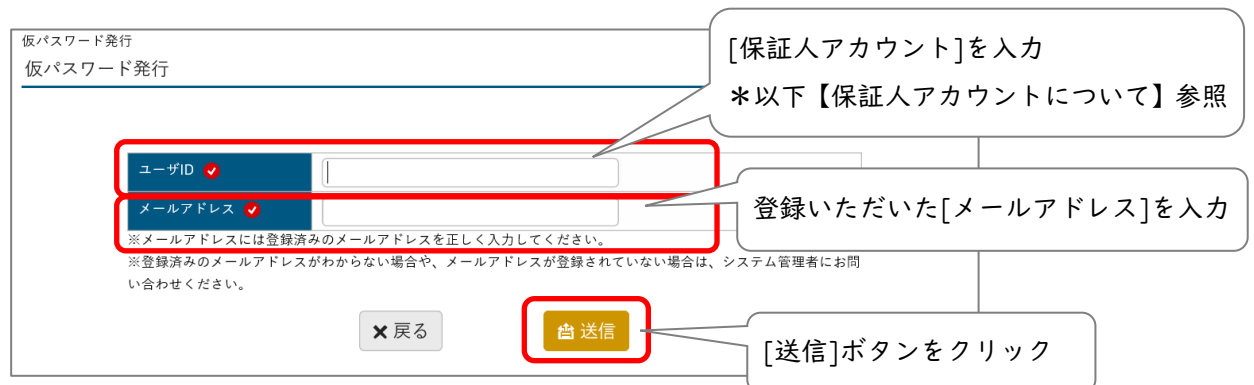 仮パスワード発行
仮パスワード発行
[保証人アカウント]を入力
*以下【保証人アカウントについて】参照
ユーザID
メールアドレス
登録いただいた[メールアドレス]を入力
※メールアドレスには登録済みのメールアドレスを正しく入力してください。
※登録済みのメールアドレスがわからない場合や、メールアドレスが登録されていない場合は、システム管理者にお問
い合わせください。
戻る
送信
[送信]ボタンをクリック